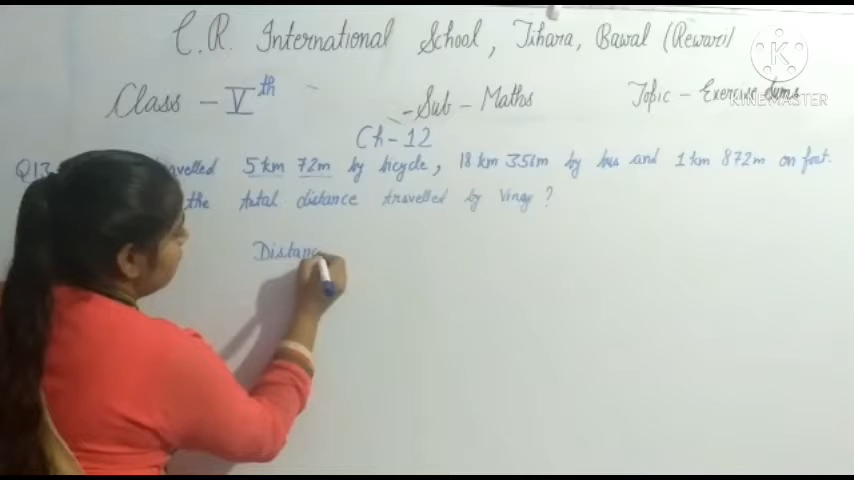 C.R. International School, Jihara, Bawal (Rewari)
KINEMASTER
Class - Vth - Sub - Maths Topic - Exercise Sums
Ch - 12
Q13 travelled 5 km 72m by bicycle, 18 km 351m by bus and 1 km 872m on foot.
the total distance travelled by Vinay ?
Distanc